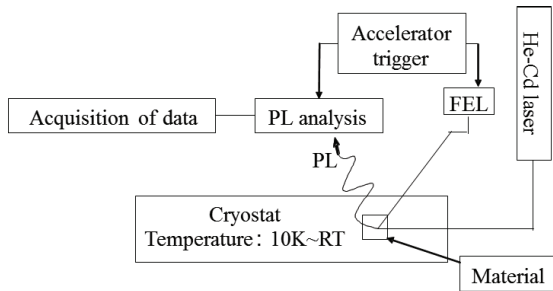 Accelerator
trigger
He-Cd laser
FEL
Acquisition of data
PL analysis
PL
Cryostat
Temperature：10K~RT
Material